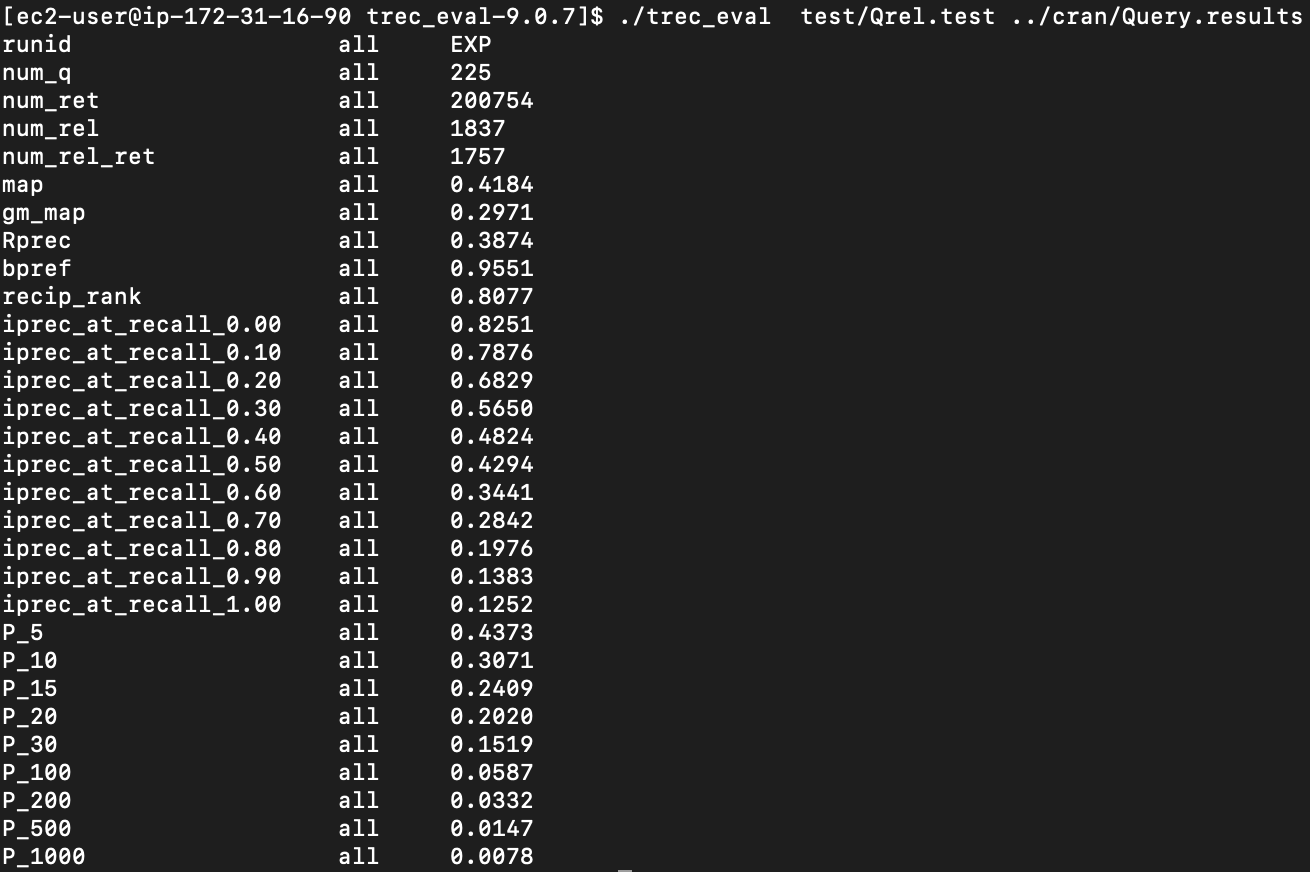 [ec2-user@ip-172-31-16-90 trec_eval-9.0.7]$ ./trec_eval  test/Qrel.test ../cran/Query.results
runid                   all     EXP
num_q                   all     225
num_ret                 all     200754
num_rel                 all     1837
num_rel_ret             all     1757
map                     all     0.4184
gm_map                  all     0.2971
Rprec                   all     0.3874
bpref                   all     0.9551
recip_rank              all     0.8077
iprec_at_recall_0.00    all     0.8251
iprec_at_recall_0.10    all     0.7876
iprec_at_recall_0.20    all     0.6829
iprec_at_recall_0.30    all     0.5650
iprec_at_recall_0.40    all     0.4824
iprec_at_recall_0.50    all     0.4294
iprec_at_recall_0.60    all     0.3441
iprec_at_recall_0.70    all     0.2842
iprec_at_recall_0.80    all     0.1976
iprec_at_recall_0.90    all     0.1383
iprec_at_recall_1.00    all     0.1252
P_5                     all     0.4373
P_10                    all     0.3071
P_15                    all     0.2409
P_20                    all     0.2020
P_30                    all     0.1519
P_100                   all     0.0587
P_200                   all     0.0332
P_500                   all     0.0147
P_1000                  all     0.0078